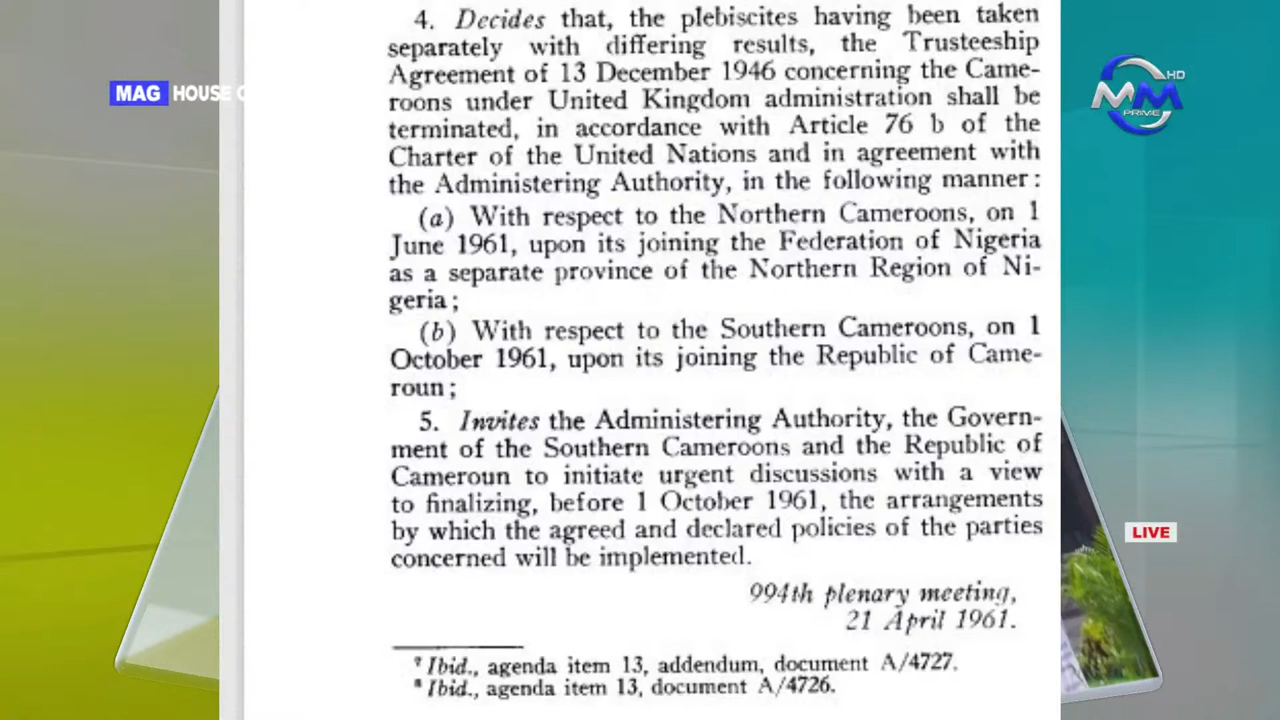 4. Decides that, the plebiscites having been taken
separately with differing results, the Trusteeship
Agreement of 13 December 1946 concerning the Came-
roons under United Kingdom administration shall be
terminated, in accordance with Article 76 b of the
Charter of the United Nations and in agreement with
the Administering Authority, in the following manner:
(a) With respect to the Northern Cameroons, on 1
June 1961, upon its joining the Federation of Nigeria
as a separate province of the Northern Region of Ni-
geria;
(b) With respect to the Southern Cameroons, on 1
October 1961, upon its joining the Republic of Came-
roun;
5. Invites the Administering Authority, the Govern-
ment of the Southern Cameroons and the Republic of
Cameroun to initiate urgent discussions with a view
to finalizing, before 1 October 1961, the arrangements
by which the agreed and declared policies of the parties
concerned will be implemented.
994th plenary meeting,
21 April 1961.
Ibid., agenda item 13, addendum, document A/4727.
Ibid., agenda item 13, document A/4726.
MAG HOUSE
MM HD
PRIME
LIVE